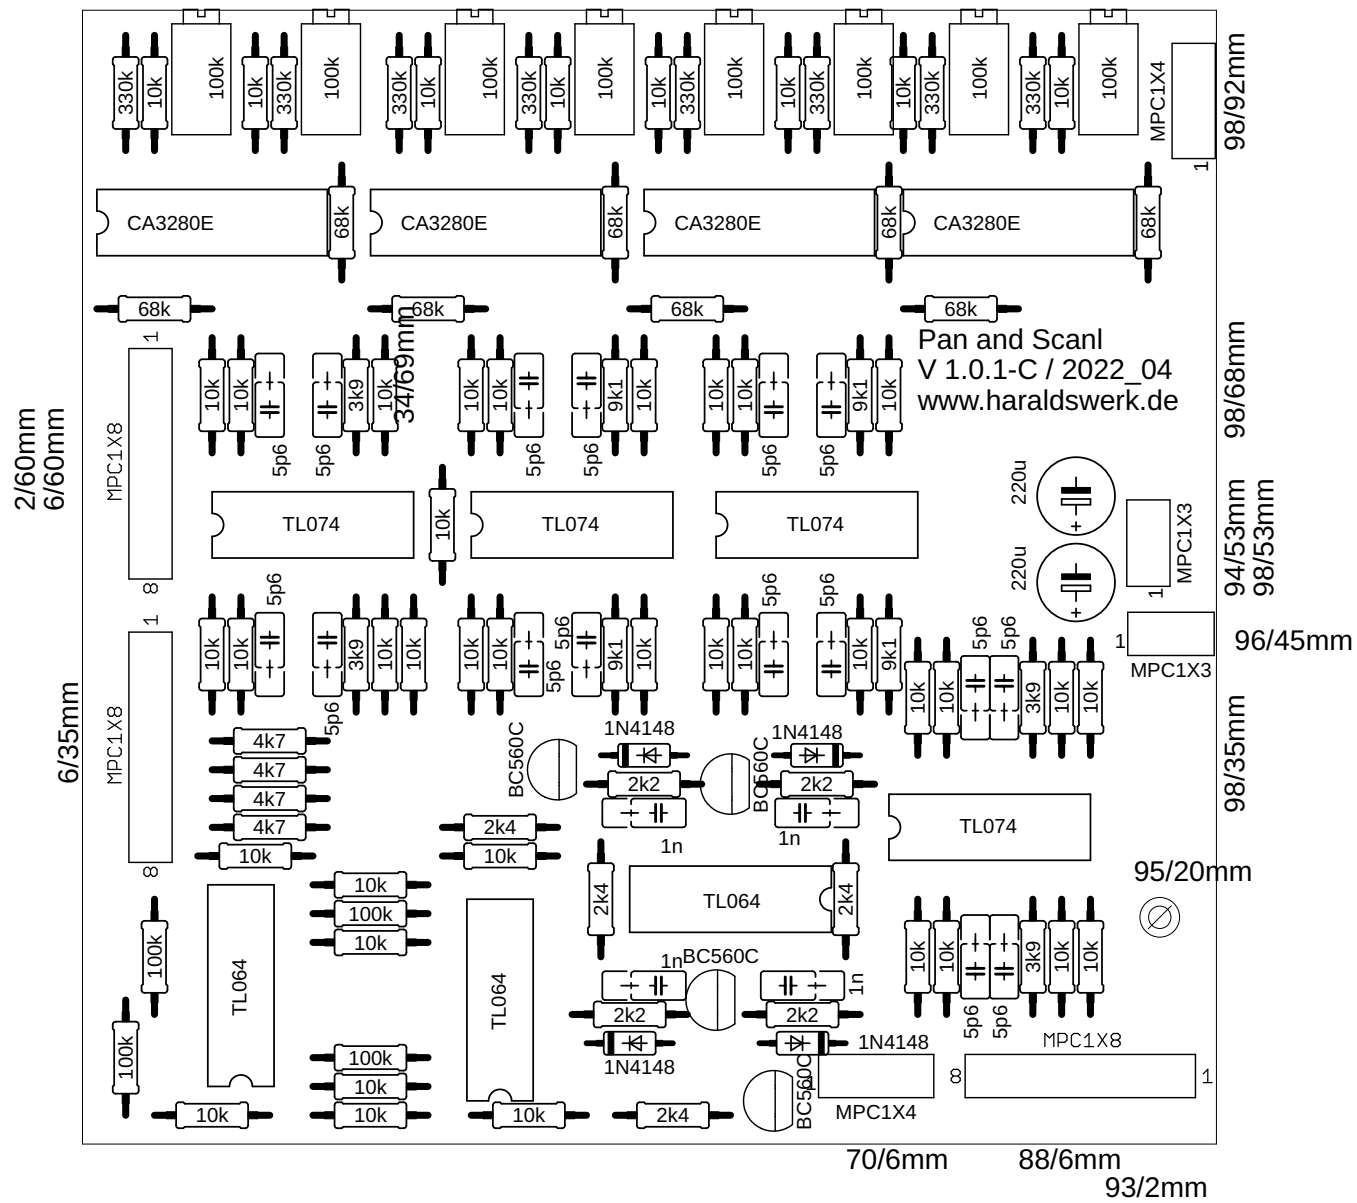 330k
10k
100k
10k
330k
100k
330k
10k
100k
10k
330k
100k
10k
330k
100k
10k
330k
100k
10k
330k
100k
330k
10k
100k
MPC1X4
1
98/92mm
CA3280E
68k
CA3280E
68k
CA3280E
68k
CA3280E
68k
68k
68k
68k
68k
34/69mm
Pan and Scanl
V 1.0.1-C / 2022_04
www.haraldswerk.de
98/68mm
2/60mm
6/60mm
1
MPC1X8
8
10k
10k
5p6
5p6
3k9
10k
10k
10k
5p6
5p6
9k1
10k
10k
10k
5p6
5p6
9k1
10k
TL074
10k
TL074
TL074
220u
+
220u
+
MPC1X3
1
94/53mm
98/53mm
1
MPC1X3
96/45mm
6/35mm
1
MPC1X8
8
10k
10k
5p6
5p6
3k9
10k
10k
10k
10k
5p6
5p6
9k1
10k
10k
10k
5p6
5p6
10k
9k1
10k
10k
5p6
5p6
3k9
10k
10k
98/35mm
4k7
4k7
4k7
4k7
10k
BC560C
1N4148
2k2
1n
BC560C
1N4148
2k2
1n
TL074
2k4
10k
10k
100k
10k
2k4
TL064
2k4
95/20mm
100k
100k
TL064
TL064
1n
BC560C
2k2
1N4148
1n
2k2
1N4148
10k
10k
5p6
5p6
3k9
10k
10k
100k
10k
10k
10k
10k
2k4
BC560C
1
MPC1X4
MPC1X8
8
1
70/6mm
88/6mm
93/2mm